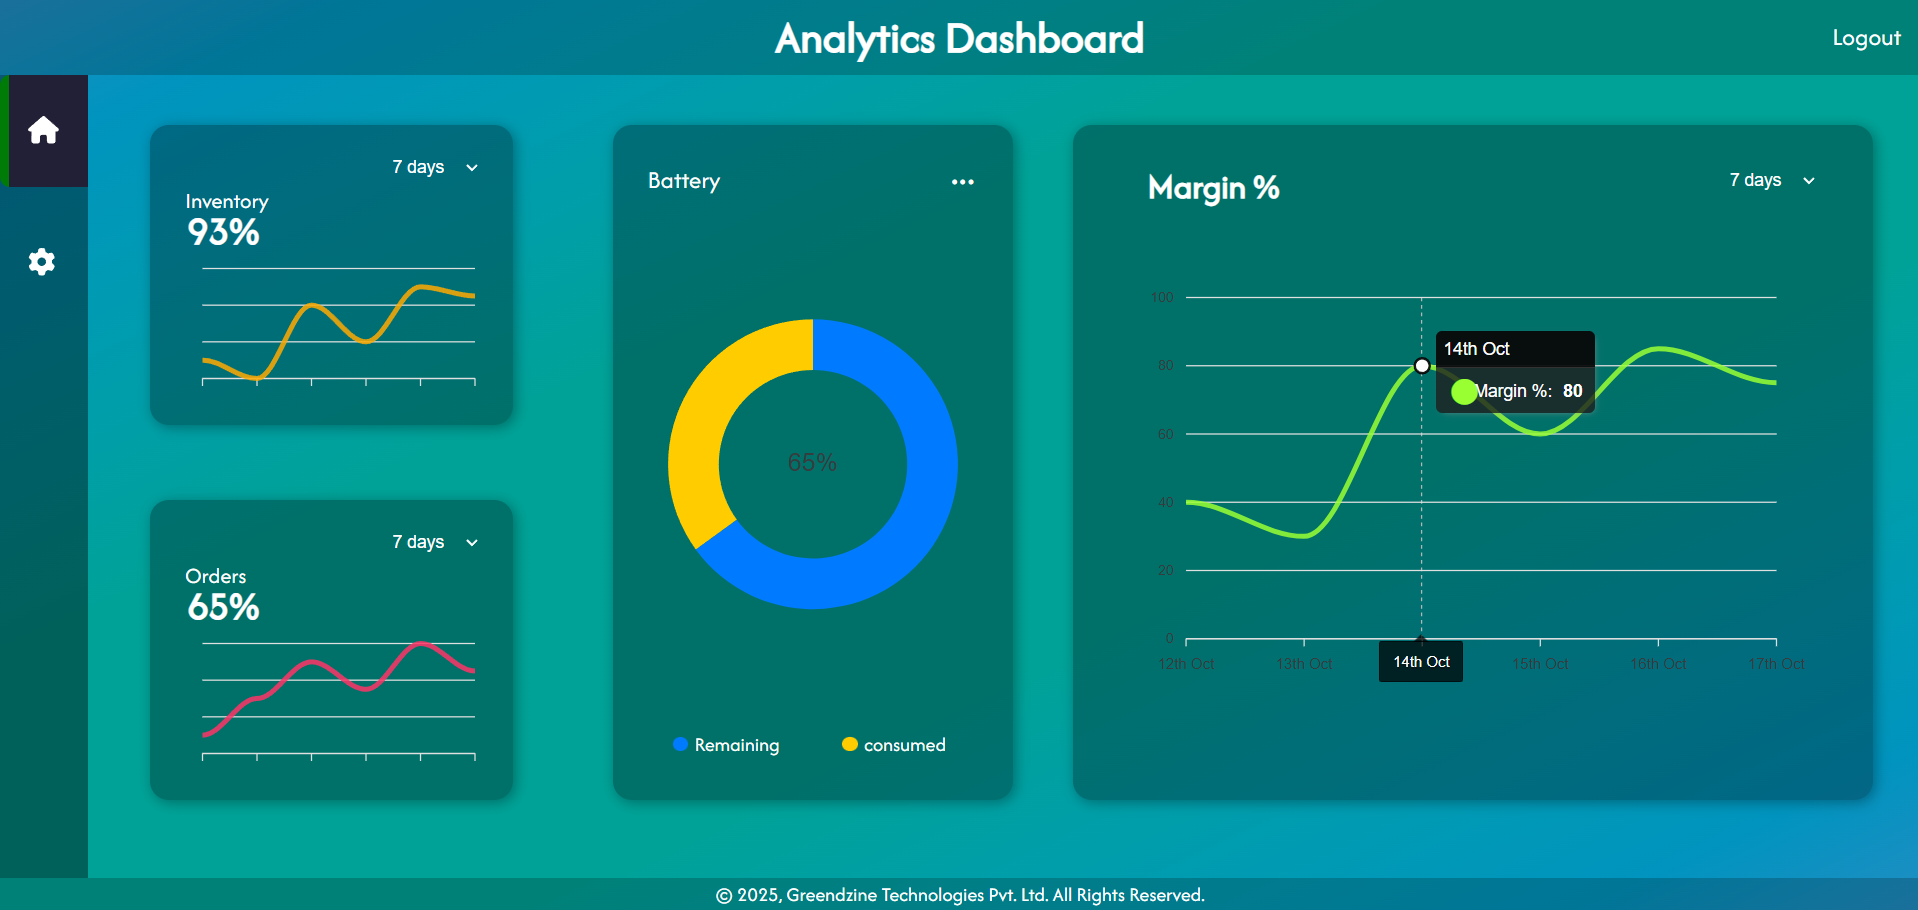 Analytics Dashboard
Logout
7 days
Inventory
93%
7 days
Orders
65%
Battery
65%
Remaining
consumed
Margin %
7 days
100
80
60
40
20
0
14th Oct
Margin %: 80
12th Oct
13th Oct
14th Oct
15th Oct
16th Oct
17th Oct
© 2025, Greendzine Technologies Pvt. Ltd. All Rights Reserved.